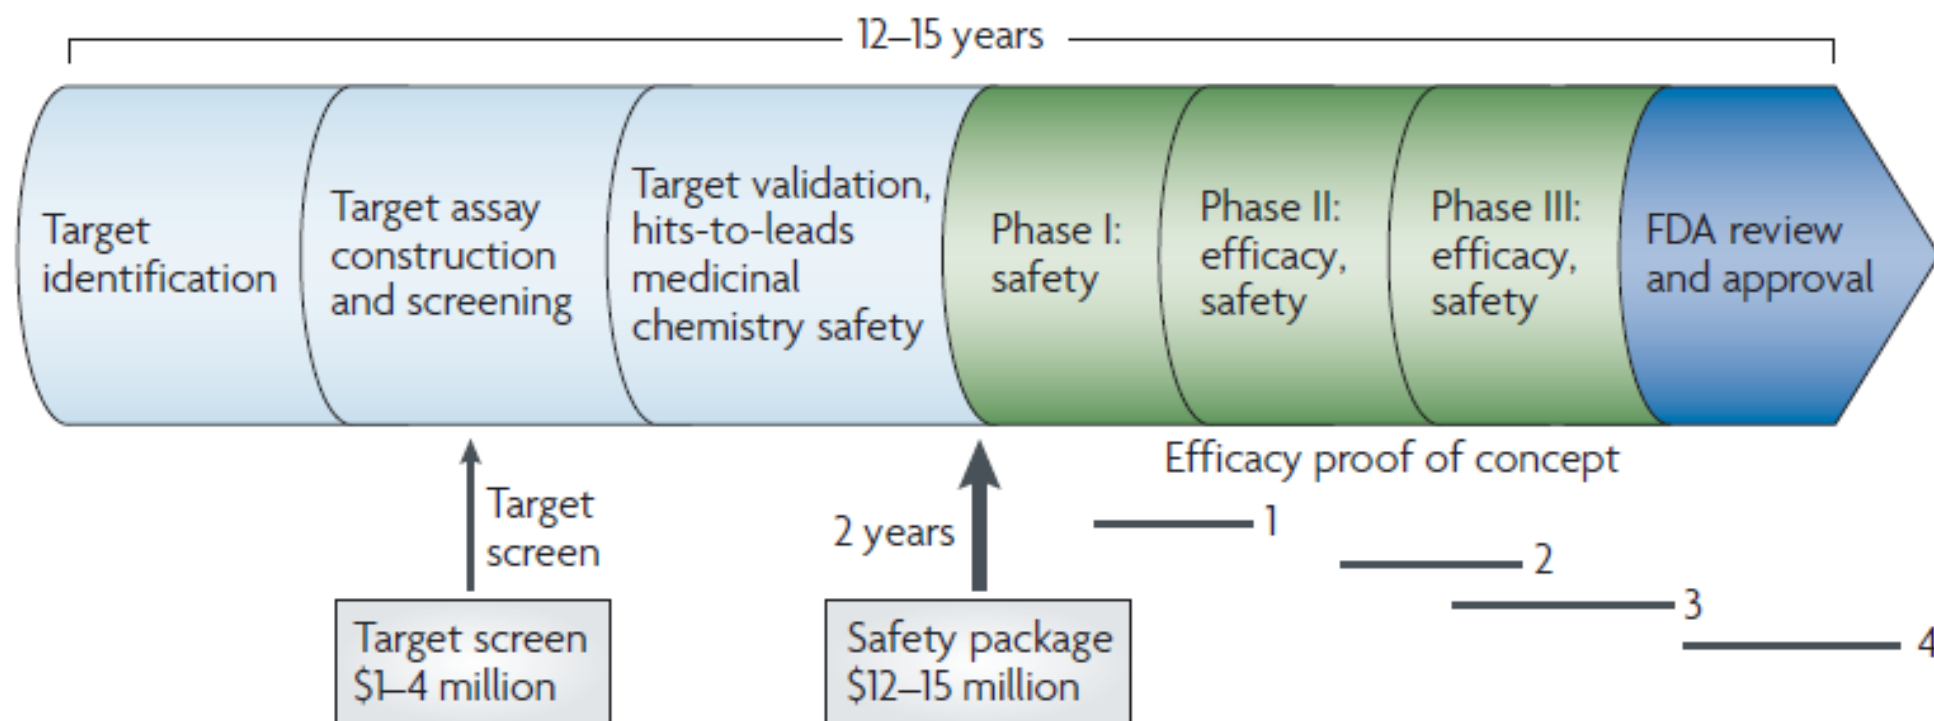 12–15 years
Target
identification
Target assay
construction
and screening
Target validation,
hits-to-leads
medicinal
chemistry safety
Phase I:
safety
Phase II:
efficacy,
safety
Phase III:
efficacy,
safety
FDA review
and approval
Efficacy proof of concept
Target
screen
2 years
1
2
3
4
Target screen
$1–4 million
Safety package
$12–15 million